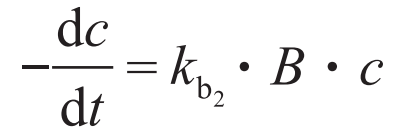 −dc/dt = k_b₂ · B · c